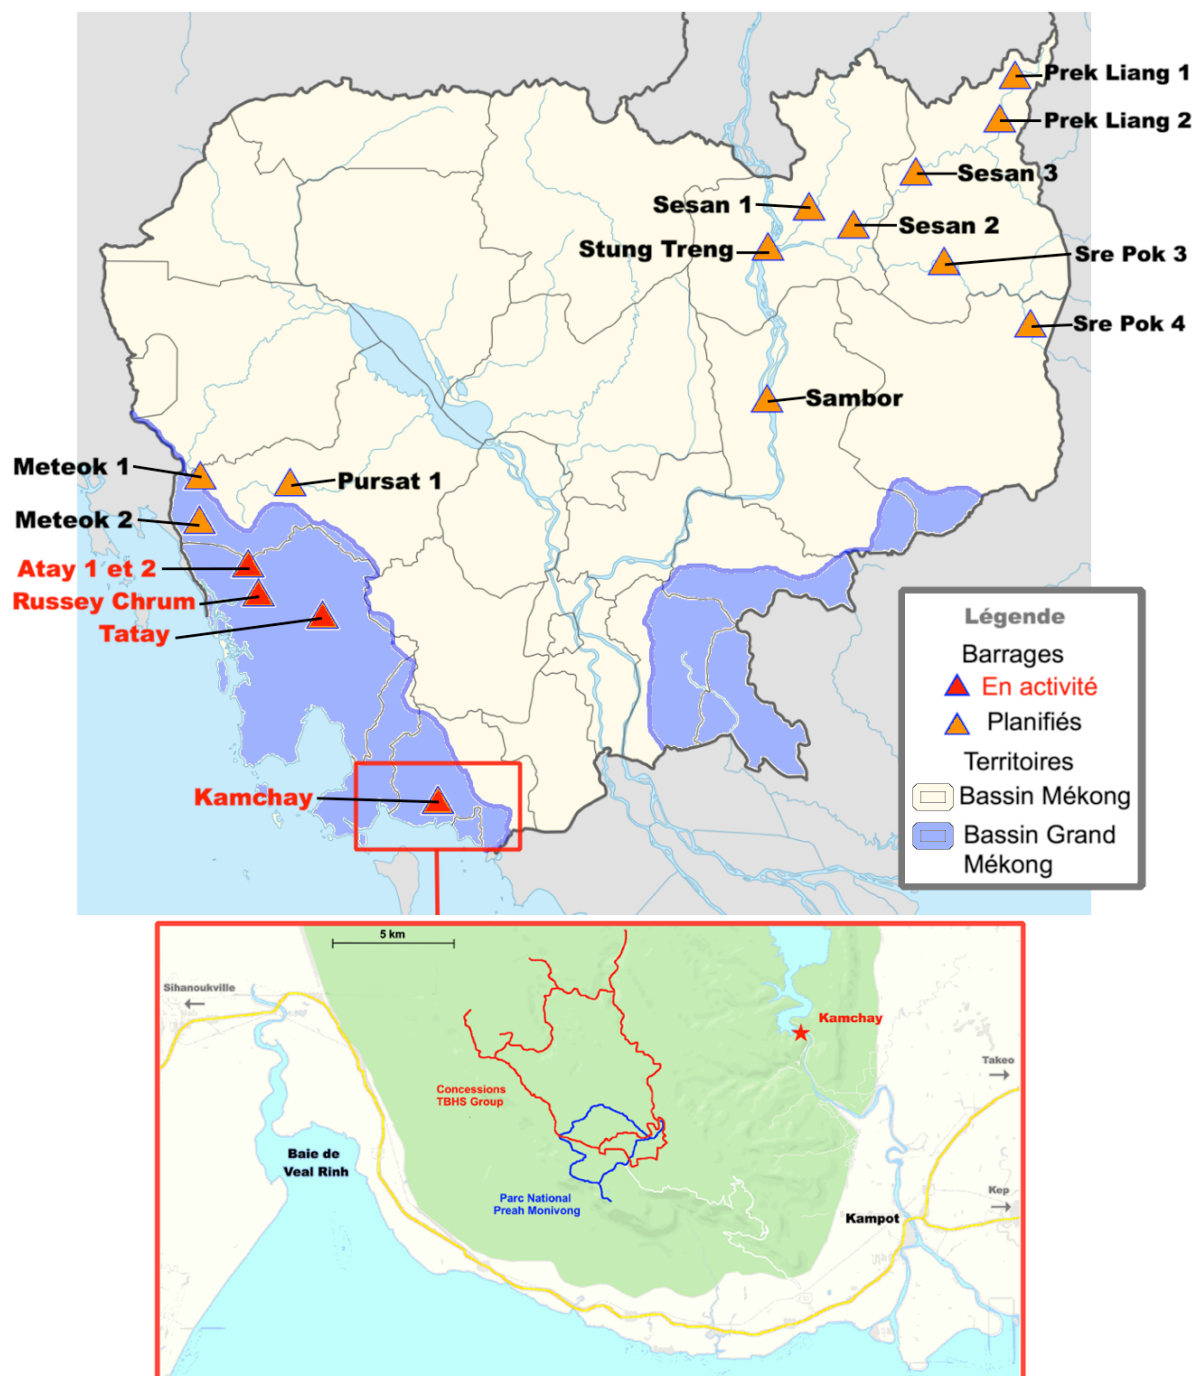 Prek Liang 1
Prek Liang 2
Sesan 3
Sesan 1
Sesan 2
Stung Treng
Sre Pok 3
Sre Pok 4
Sambor
Meteok 1
Pursat 1
Meteok 2
Atay 1 et 2
Russey Chrum
Tatay
Kamchay
Légende
Barrages
En activité
Planifiés
Territoires
Bassin Mékong
Bassin Grand
Mékong
5 km
Sihanoukville
Kamchay
Takeo
Concessions
TBHS Group
Baie de
Veal Rinh
Parc National
Preah Monivong
Kep
Kampot